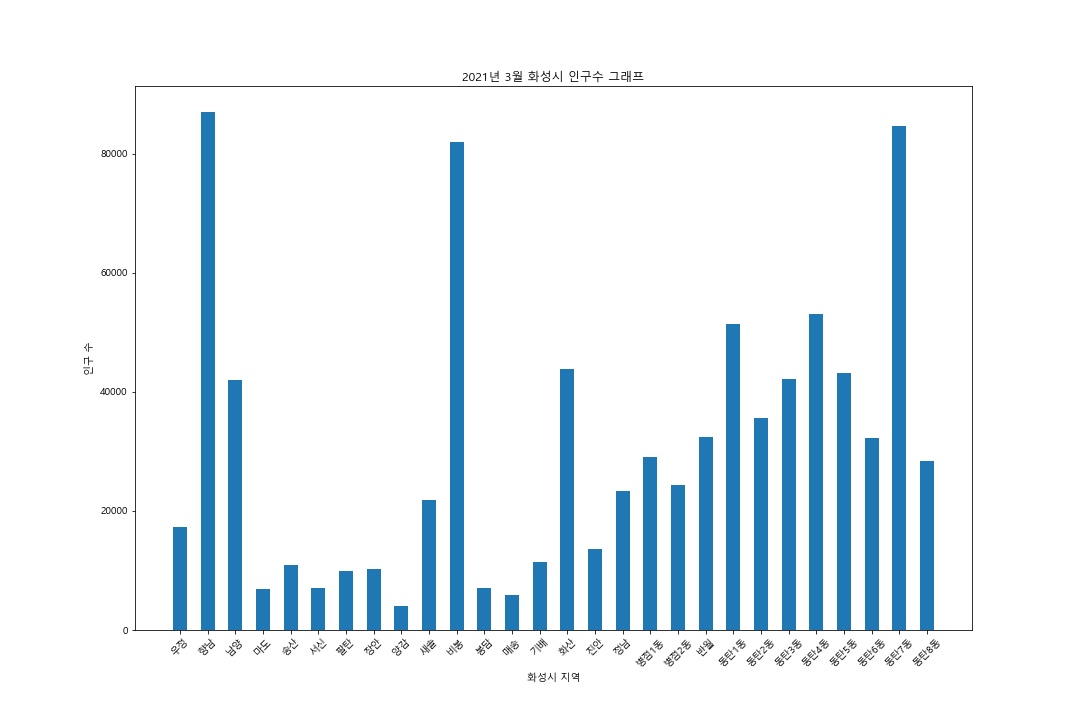 2021년 3월 화성시 인구수 그래프
인구 수
80000
60000
40000
20000
0
우정 향남 남양 마도 송산 서신 팔탄 장안 양감 새솔 비봉 봉담 매송 기배 화산 진안 정남 병점1동 병점2동 반월 동탄1동 동탄2동 동탄3동 동탄4동 동탄5동 동탄6동 동탄7동 동탄8동
화성시 지역